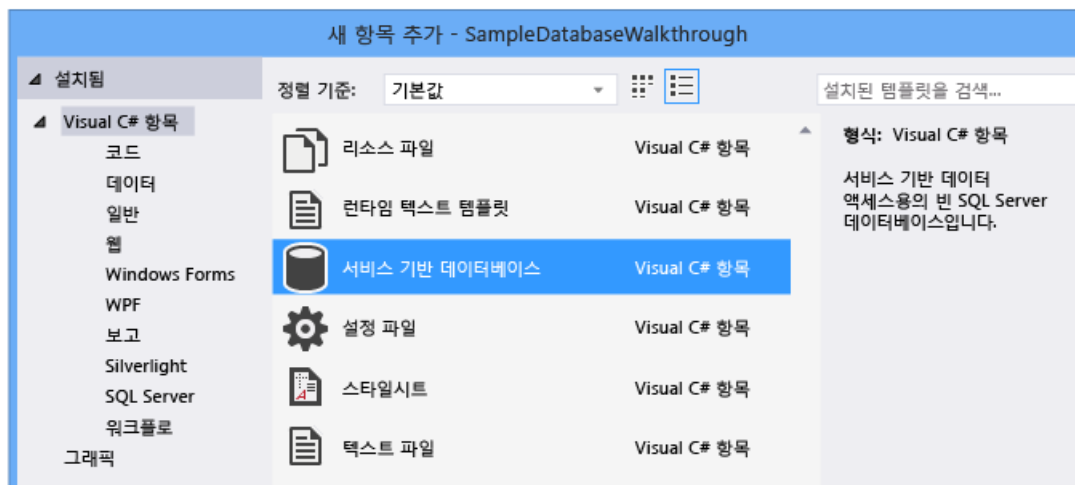 새 항목 추가 - SampleDatabaseWalkthrough
설치됨
Visual C# 항목
코드
데이터
일반
웹
Windows Forms
WPF
보고
Silverlight
SQL Server
워크플로
그래픽
정렬 기준: 기본값
리소스 파일 Visual C# 항목
런타임 텍스트 템플릿 Visual C# 항목
서비스 기반 데이터베이스 Visual C# 항목
설정 파일 Visual C# 항목
스타일시트 Visual C# 항목
텍스트 파일 Visual C# 항목
설치된 템플릿을 검색...
형식: Visual C# 항목
서비스 기반 데이터
액세스용의 빈 SQL Server
데이터베이스입니다.